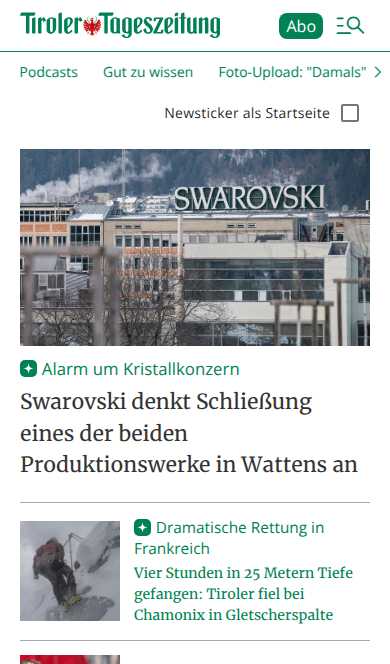 Tiroler Tageszeitung
Abo
Podcasts Gut zu wissen Foto-Upload: "Damals"
Newsticker als Startseite
SWAROVSKI
Alarm um Kristallkonzern
Swarovski denkt Schließung
eines der beiden
Produktionswerke in Wattens an
Dramatische Rettung in
Frankreich
Vier Stunden in 25 Metern Tiefe
gefangen: Tiroler fiel bei
Chamonix in Gletscherspalte